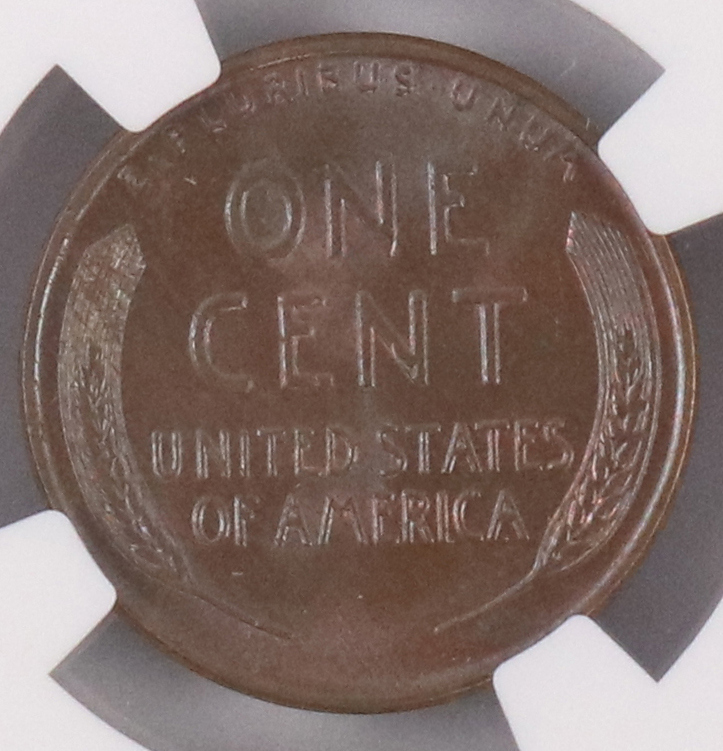 E PLURIBUS · UNUM
ONE
CENT
UNITED STATES
OF AMERICA